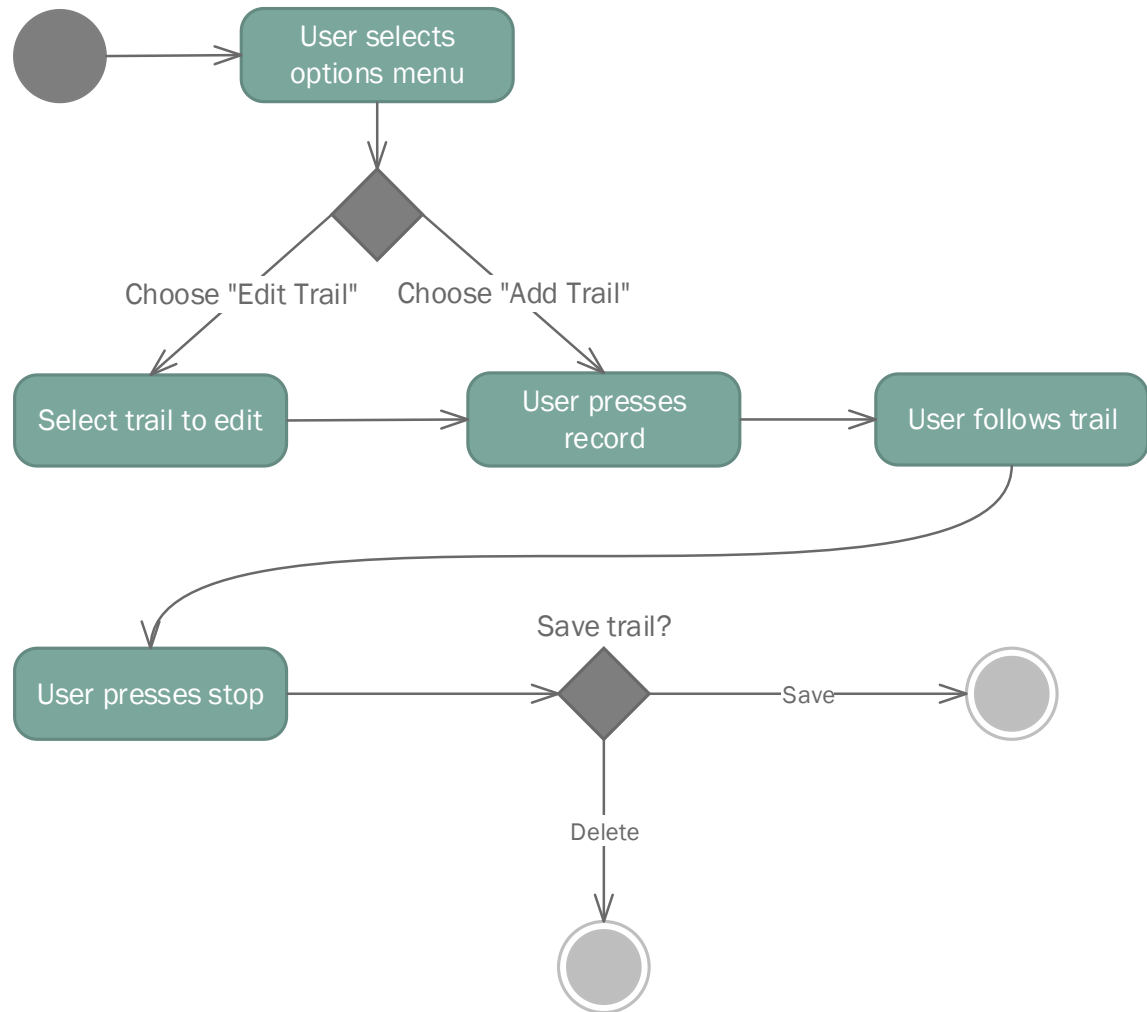 User selects
options menu
Choose "Edit Trail"
Choose "Add Trail"
Select trail to edit
User presses
record
User follows trail
Save trail?
User presses stop
Save
Delete